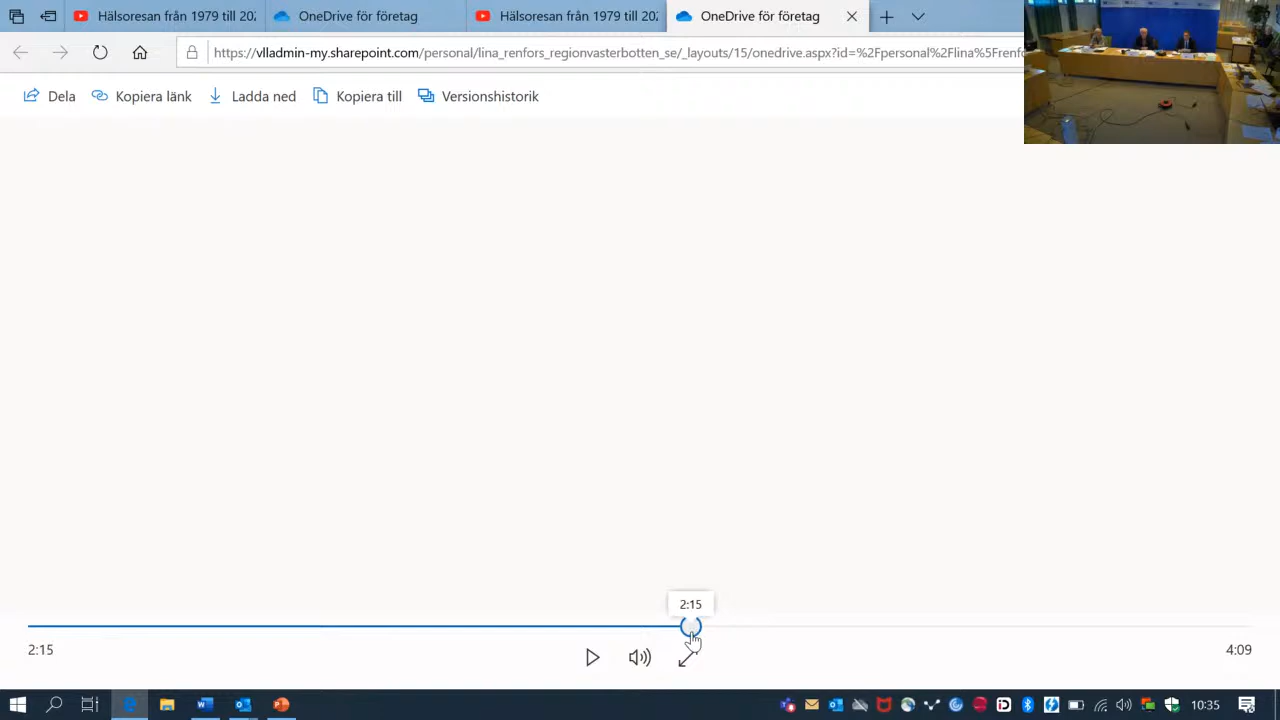 Hälsoresan från 1979 till 202
OneDrive för företag
Hälsoresan från 1979 till 202
OneDrive för företag
https://vlladmin-my.sharepoint.com/personal/lina_renfors_regionvasterbotten_se/_layouts/15/onedrive.aspx?id=%2Fpersonal%2Flina%5Frenfo
Dela
Kopiera länk
Ladda ned
Kopiera till
Versionshistorik
2:15
2:15
4:09
10:35